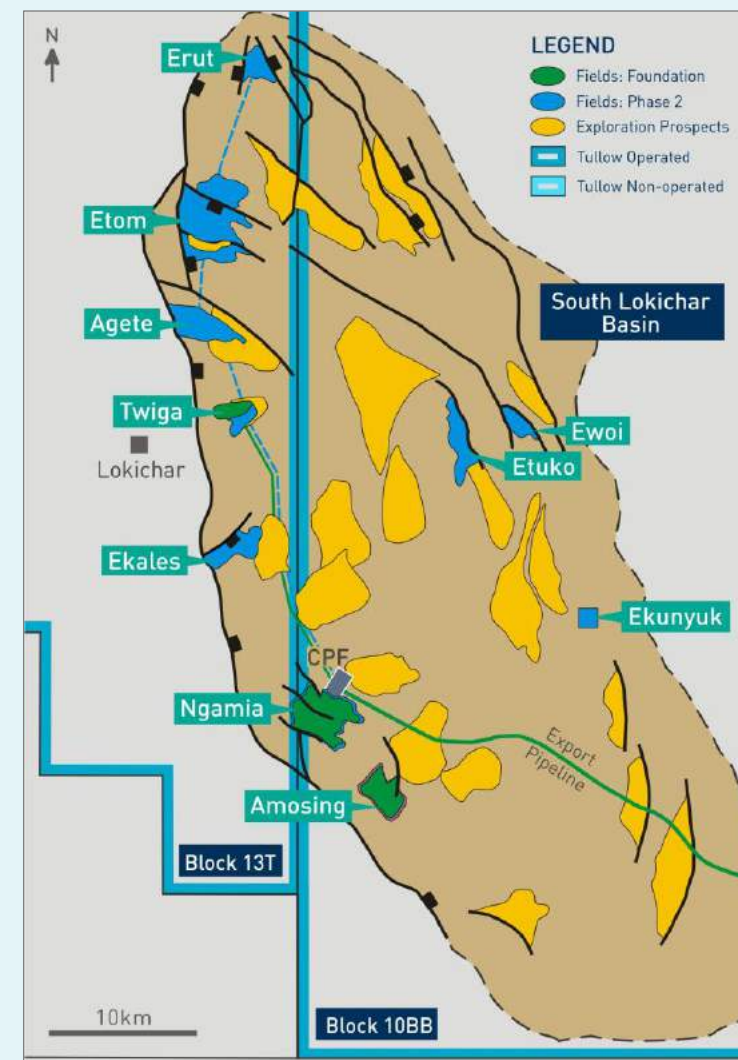 N
Erut
LEGEND
Fields: Foundation
Fields: Phase 2
Exploration Prospects
Tullow Operated
Tullow Non-operated
Etom
South Lokichar
Basin
Agete
Twiga
Lokichar
Ewoi
Etuko
Ekales
Ekunyuk
CPF
Ngamia
Export
Pipeline
Amosing
Block 13T
10km
Block 10BB